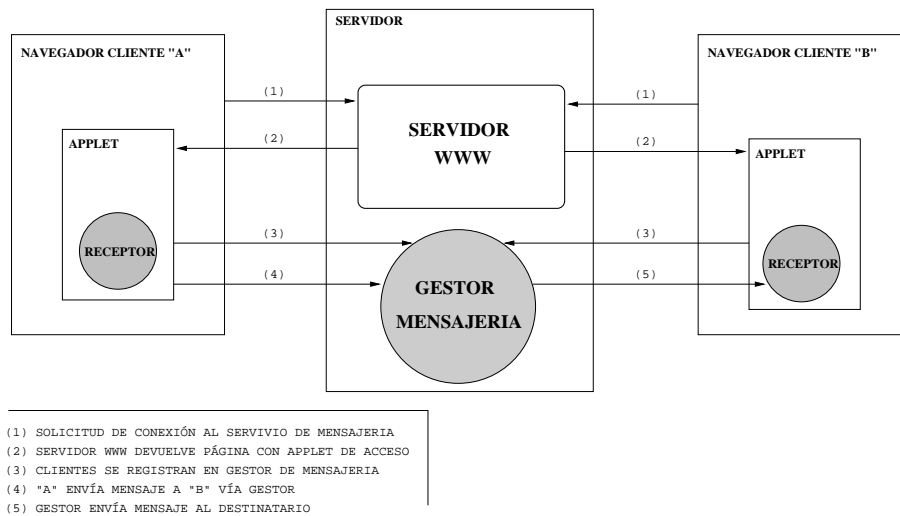 SERVIDOR
NAVEGADOR CLIENTE "A"
NAVEGADOR CLIENTE "B"
(1)
(1)
SERVIDOR
WWW
APPLET
(2)
(2)
APPLET
(3)
(3)
RECEPTOR
RECEPTOR
(4)
(5)
GESTOR
MENSAJERIA
(1) SOLICITUD DE CONEXIÓN AL SERVIVIO DE MENSAJERIA
(2) SERVIDOR WWW DEVUELVE PÁGINA CON APPLET DE ACCESO
(3) CLIENTES SE REGISTRAN EN GESTOR DE MENSAJERIA
(4) "A" ENVÍA MENSAJE A "B" VÍA GESTOR
(5) GESTOR ENVÍA MENSAJE AL DESTINATARIO